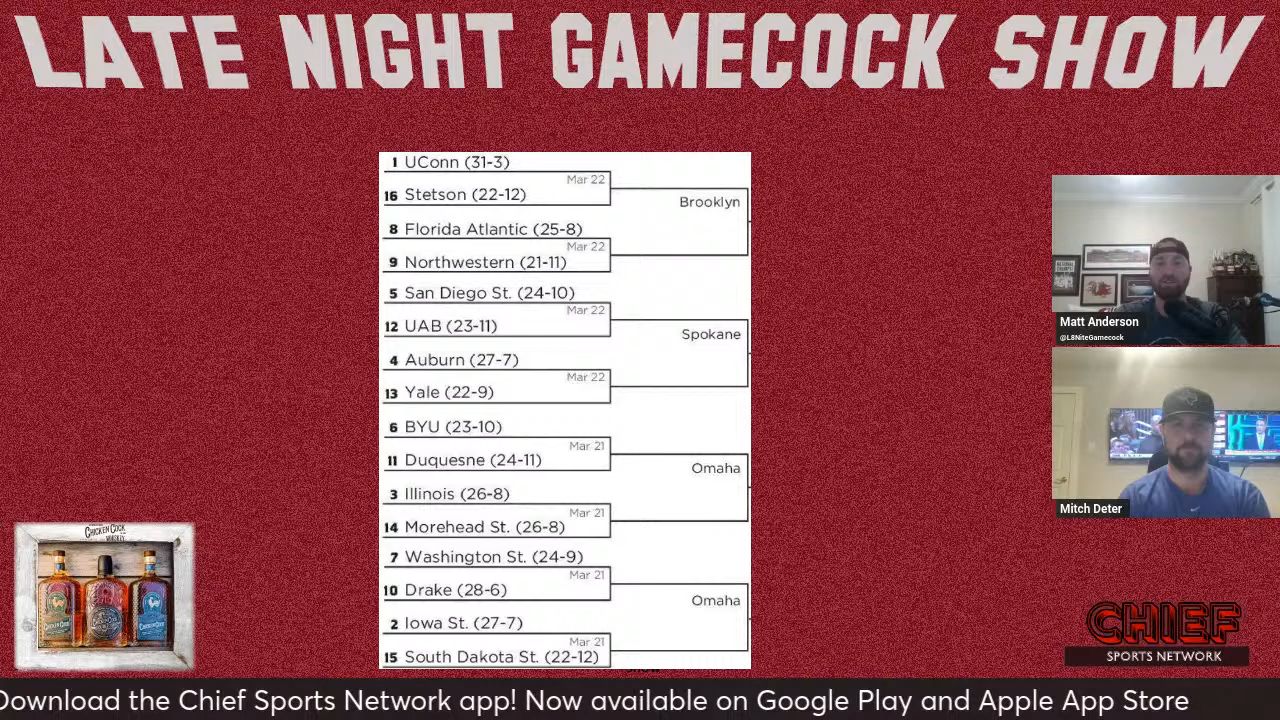 LATE NIGHT GAMECOCK SHOW
1 UConn (31-3)
Mar 22
16 Stetson (22-12)
Brooklyn
8 Florida Atlantic (25-8)
Mar 22
9 Northwestern (21-11)
5 San Diego St. (24-10)
Mar 22
12 UAB (23-11)
Spokane
4 Auburn (27-7)
Mar 22
13 Yale (22-9)
6 BYU (23-10)
Mar 21
11 Duquesne (24-11)
Omaha
3 Illinois (26-8)
Mar 21
14 Morehead St. (26-8)
7 Washington St. (24-9)
Mar 21
10 Drake (28-6)
Omaha
2 Iowa St. (27-7)
Mar 21
15 South Dakota St. (22-12)
Matt Anderson
@L8NiteGamecock
Mitch Deter
CHICKEN COCK
WHISKEY
CHIEF
SPORTS NETWORK
Download the Chief Sports Network app! Now available on Google Play and Apple App Store